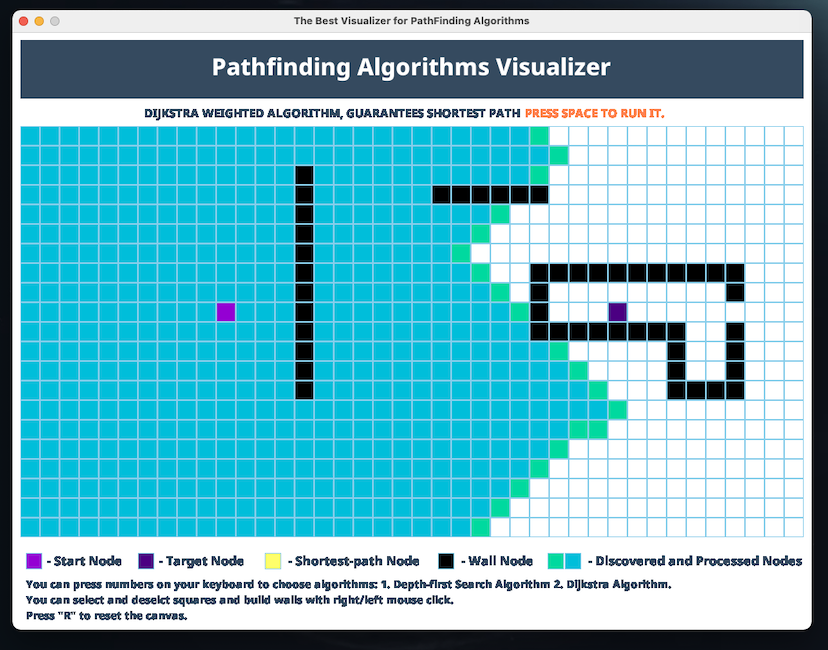 The Best Visualizer for PathFinding Algorithms
Pathfinding Algorithms Visualizer
DIJKSTRA WEIGHTED ALGORITHM, GUARANTEES SHORTEST PATH PRESS SPACE TO RUN IT.
- Start Node - Target Node - Shortest-path Node - Wall Node - Discovered and Processed Nodes
You can press numbers on your keyboard to choose algorithms: 1. Depth-first Search Algorithm 2. Dijkstra Algorithm.
You can select and deselct squares and build walls with right/left mouse click.
Press "R" to reset the canvas.